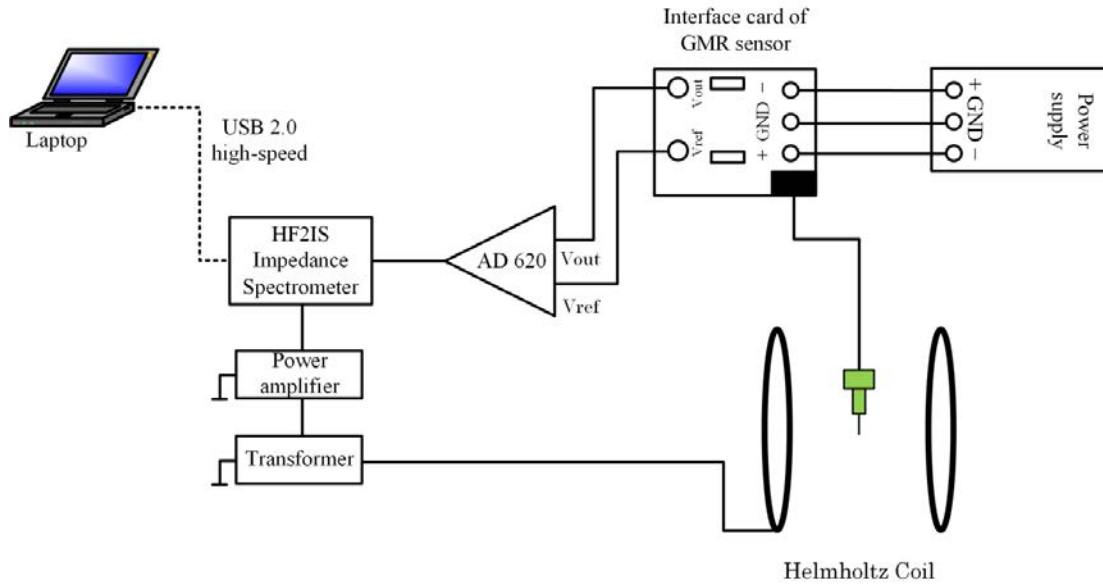 Interface card of
GMR sensor
Laptop
USB 2.0
high-speed
Vout
Vref
−
GND
+
+
GND
−
Power
supply
HF2IS
Impedance
Spectrometer
AD 620
Vout
Vref
Power
amplifier
Transformer
Helmholtz Coil